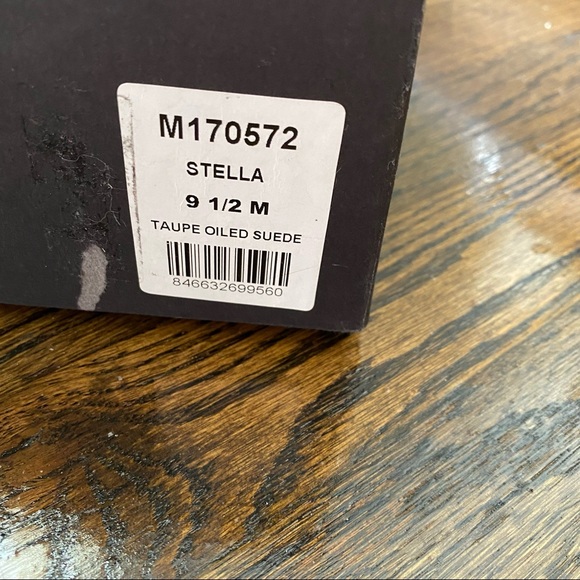 M170572
STELLA
9 1/2 M
TAUPE OILED SUEDE
846632699560